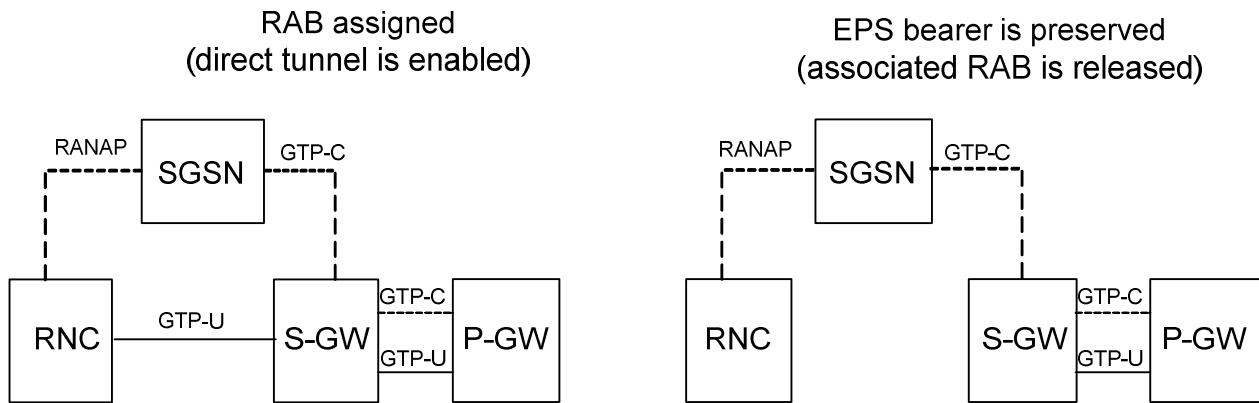 RAB assigned
(direct tunnel is enabled)
RANAP
SGSN
GTP-C
RNC
GTP-U
S-GW
GTP-C
GTP-U
P-GW
EPS bearer is preserved
(associated RAB is released)
RANAP
SGSN
GTP-C
RNC
S-GW
GTP-C
GTP-U
P-GW